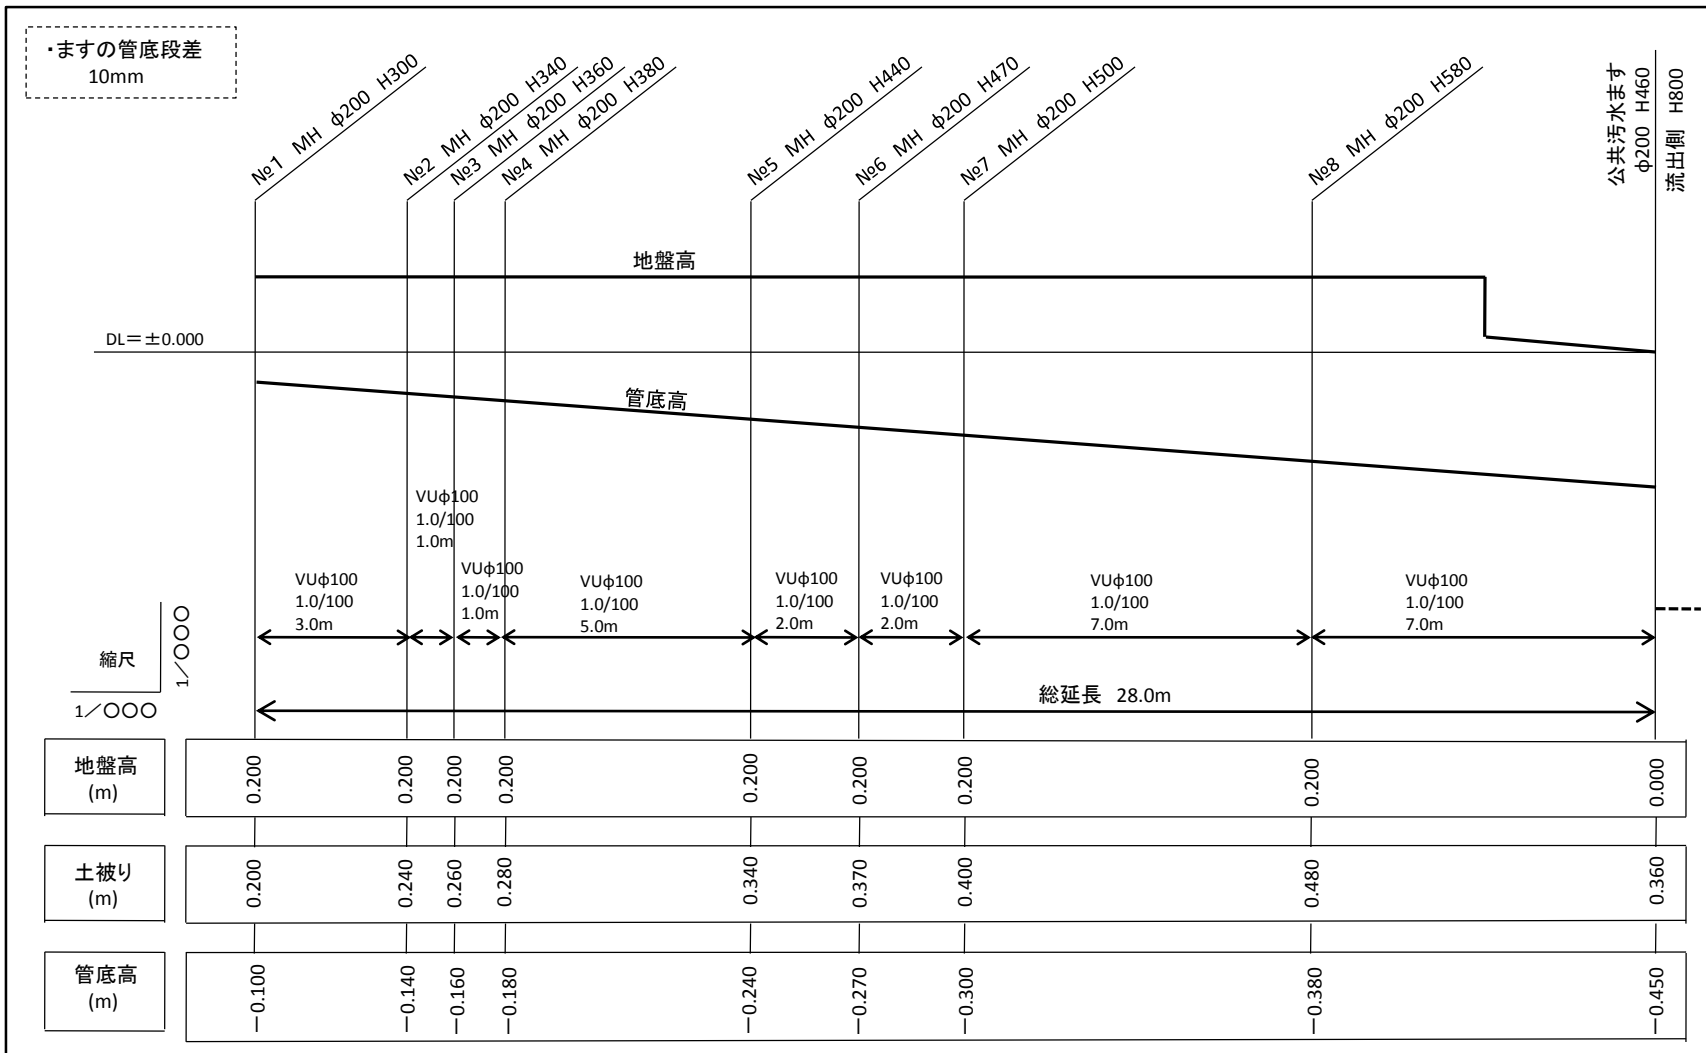 ・ますの管底段差
10mm
№1 MH φ200 H300
№2 MH φ200 H340
№3 MH φ200 H360
№4 MH φ200 H380
№5 MH φ200 H440
№6 MH φ200 H470
№7 MH φ200 H500
№8 MH φ200 H580
公共汚水ます
φ200 H460
流出側 H800
地盤高
DL＝±0.000
管底高
VUφ100
1.0/100
3.0m
VUφ100
1.0/100
1.0m
VUφ100
1.0/100
1.0m
VUφ100
1.0/100
5.0m
VUφ100
1.0/100
2.0m
VUφ100
1.0/100
2.0m
VUφ100
1.0/100
7.0m
VUφ100
1.0/100
7.0m
縮尺
1／○○○
1／○○○
総延長 28.0m
地盤高
(m)
0.200
0.200
0.200
0.200
0.200
0.200
0.200
0.200
0.000
土被り
(m)
0.200
0.240
0.260
0.280
0.340
0.370
0.400
0.480
0.360
管底高
(m)
－0.100
－0.140
－0.160
－0.180
－0.240
－0.270
－0.300
－0.380
－0.450